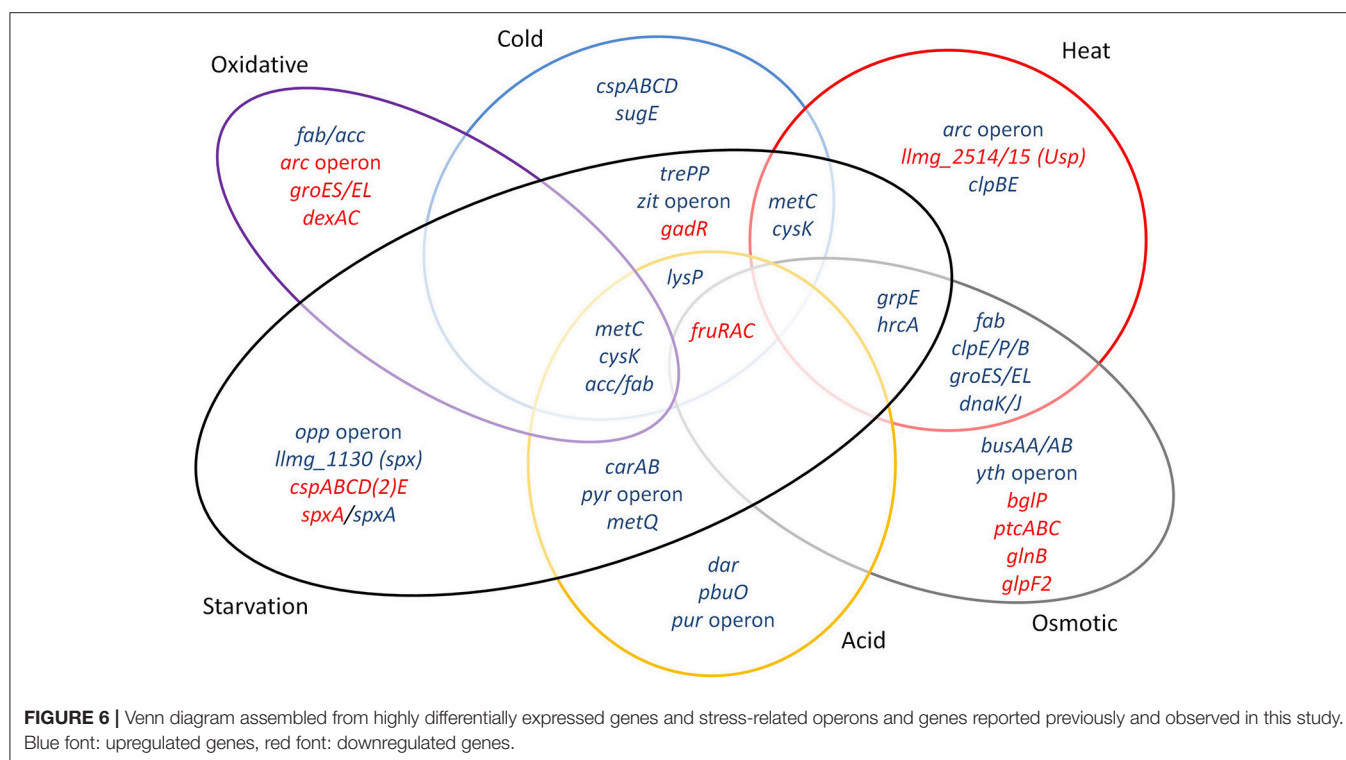 Cold
Heat
Oxidative
cspABCD
sugE
fab/acc
arc operon
groES/EL
dexAC
arc operon
llmg_2514/15 (Usp)
clpBE
trePP
zit operon
gadR
metC
cysK
lysP
grpE
hrcA
metC
cysK
acc/fab
fruRAC
fab
clpE/P/B
groES/EL
dnaK/J
opp operon
llmg_1130 (spx)
cspABCD(2)E
spxA/spxA
carAB
pyr operon
metQ
busAA/AB
yth operon
bglP
ptcABC
glnB
glpF2
dar
pbuO
pur operon
Starvation
Acid
Osmotic
FIGURE 6 | Venn diagram assembled from highly differentially expressed genes and stress-related operons and genes reported previously and observed in this study.
Blue font: upregulated genes, red font: downregulated genes.